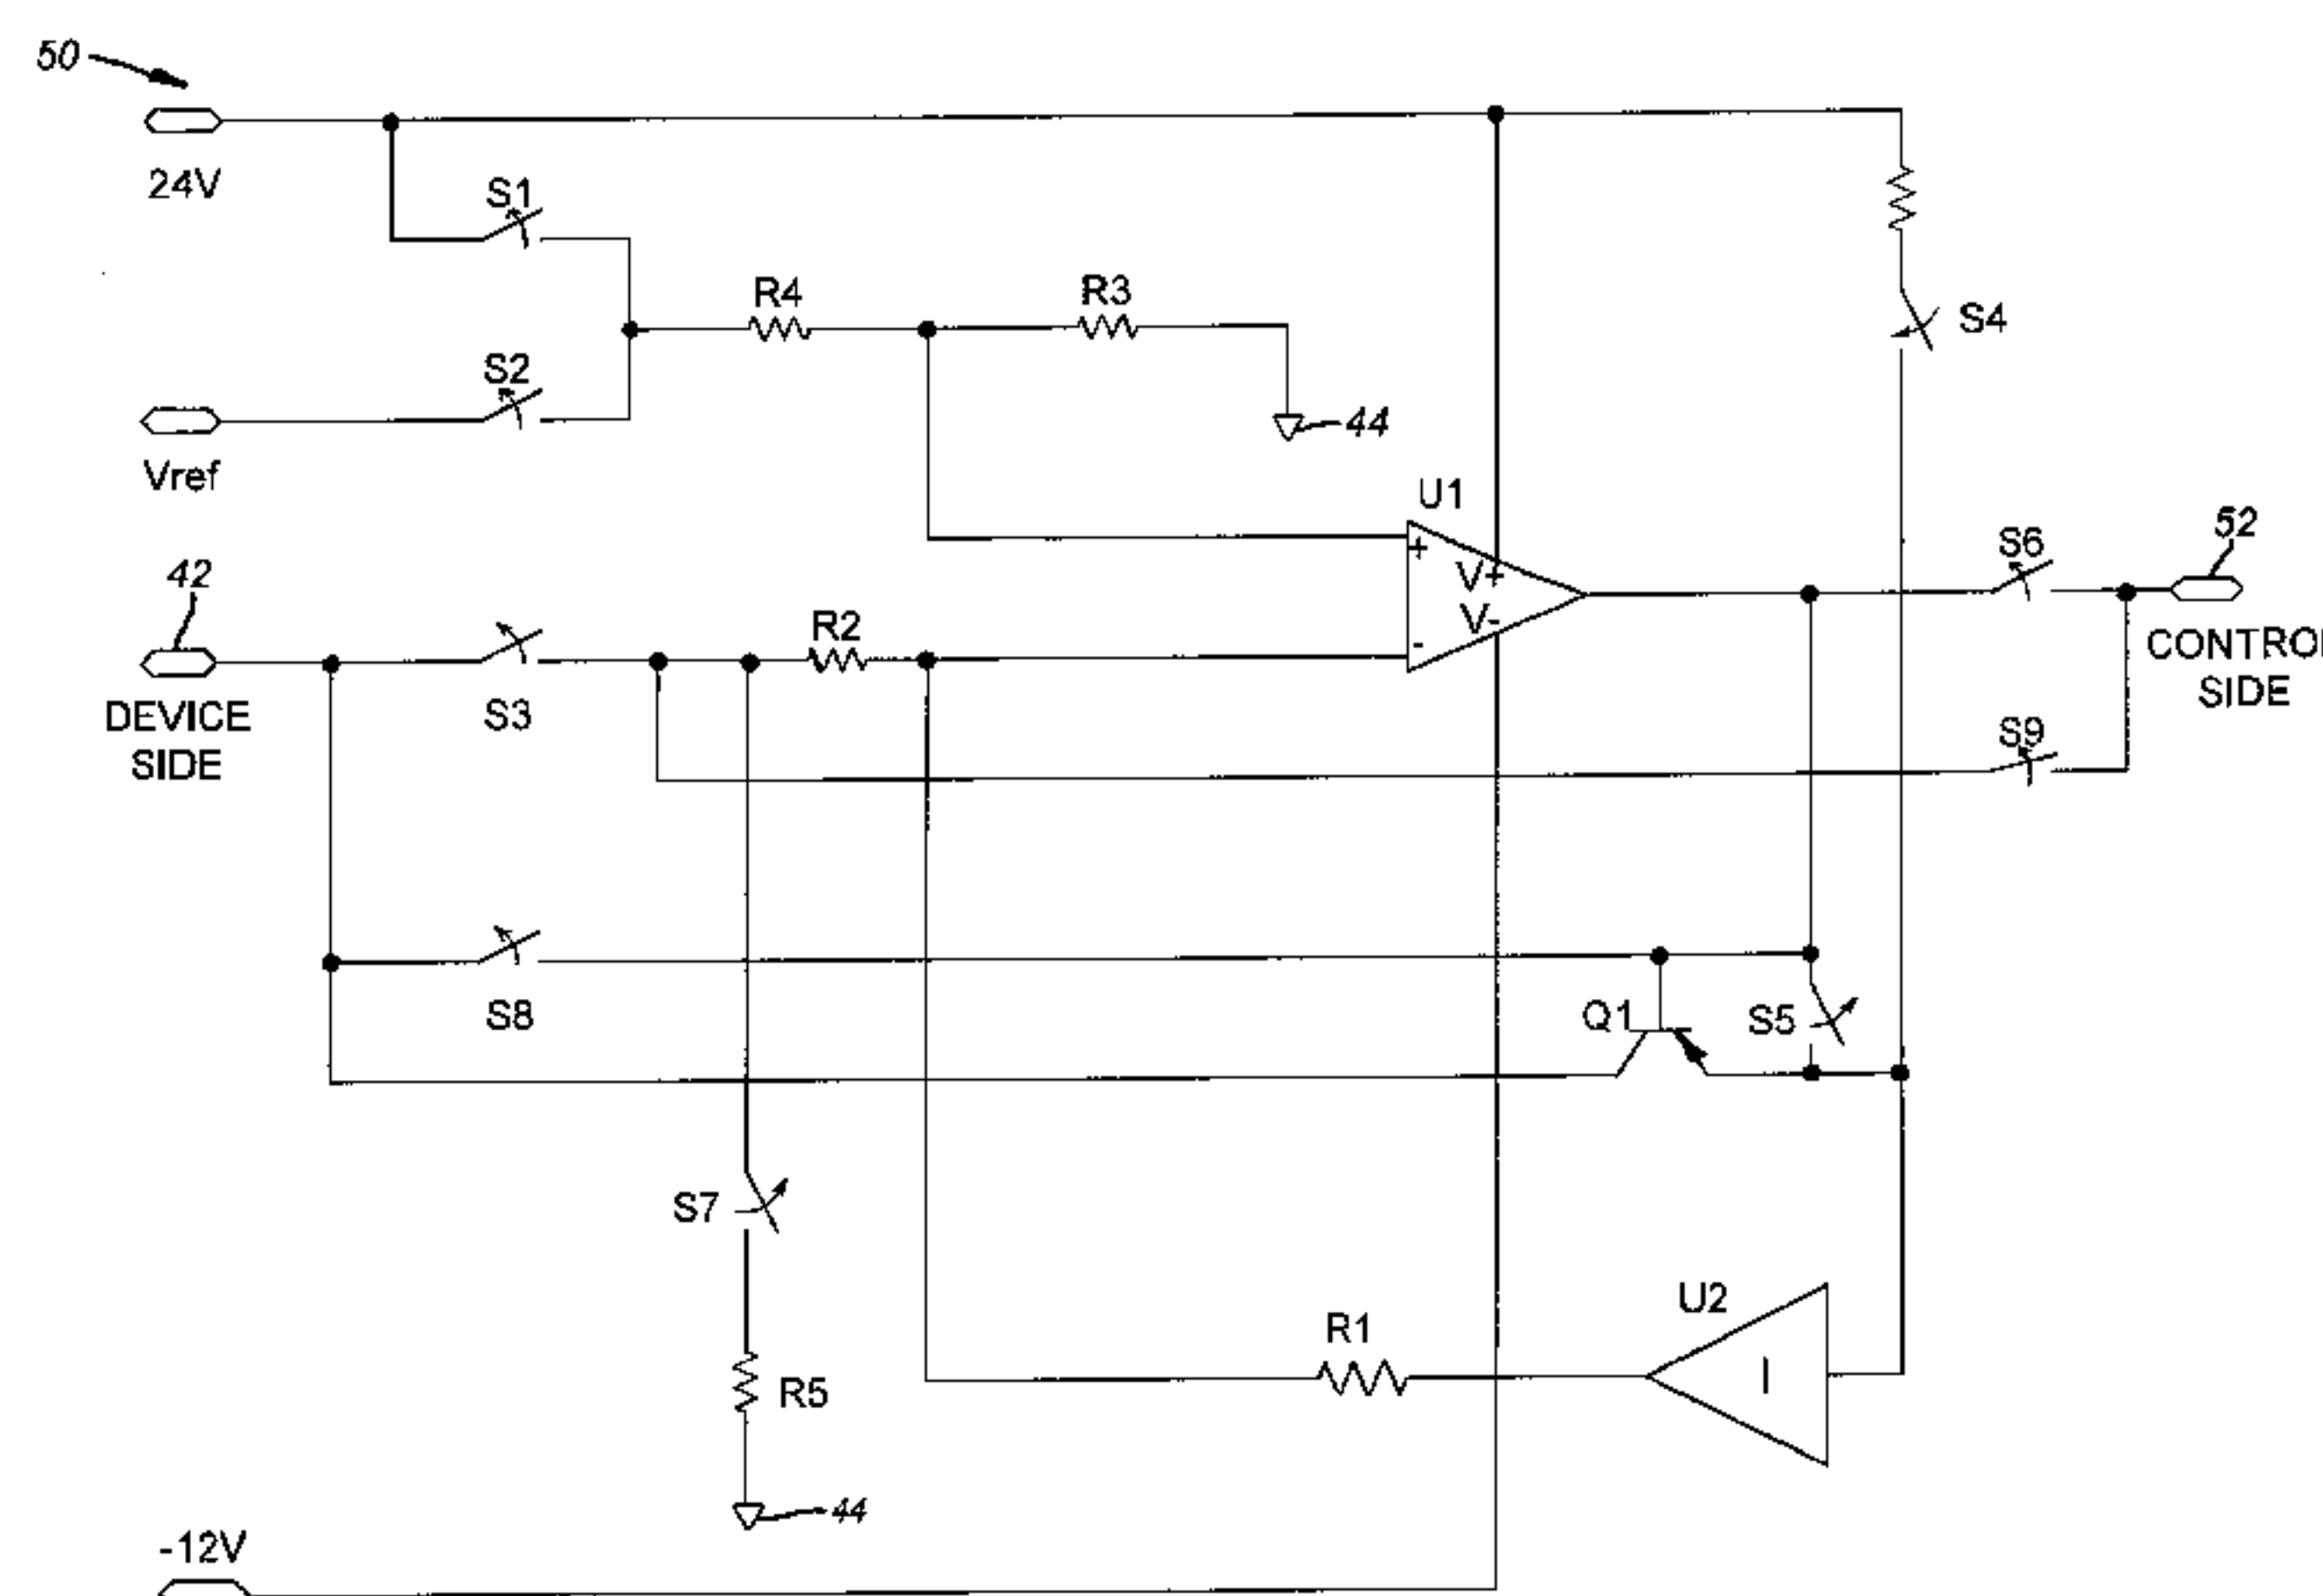 50
24V
S1
R4
R3
S4
S2
44
Vref
U1
52
S6
42
V+
+
V-
R2
-
CONTROL
SIDE
DEVICE
SIDE
S3
S9
S8
Q1
S5
S7
U2
R1
I
R5
44
-12V